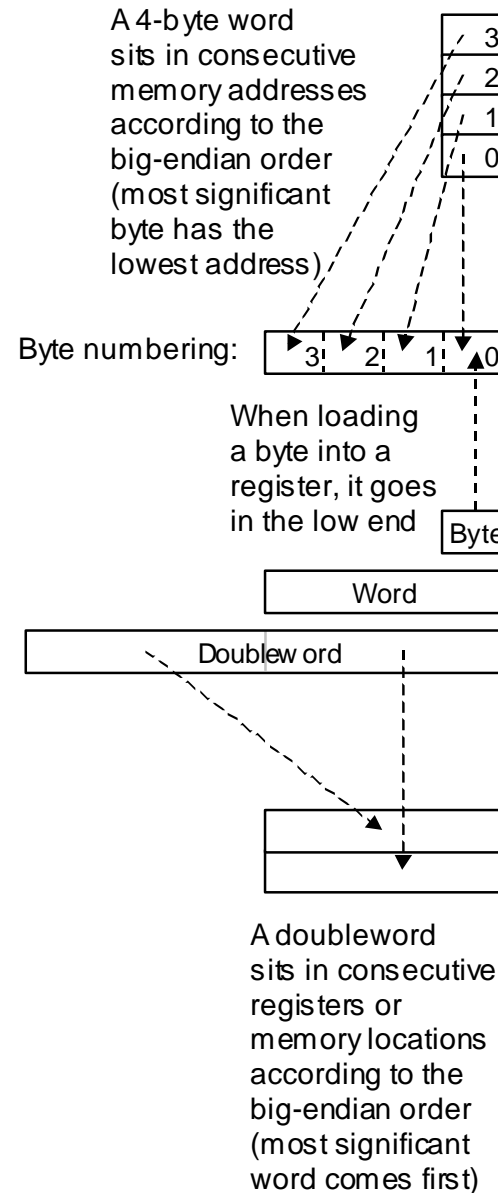 A 4-byte word
sits in consecutive
memory addresses
according to the
big-endian order
(most significant
byte has the
lowest address)
3
2
1
0
Byte numbering: 3 2 1 0
When loading
a byte into a
register, it goes
in the low end
Byte
Word
Doubleword
A doubleword
sits in consecutive
registers or
memory locations
according to the
big-endian order
(most significant
word comes first)